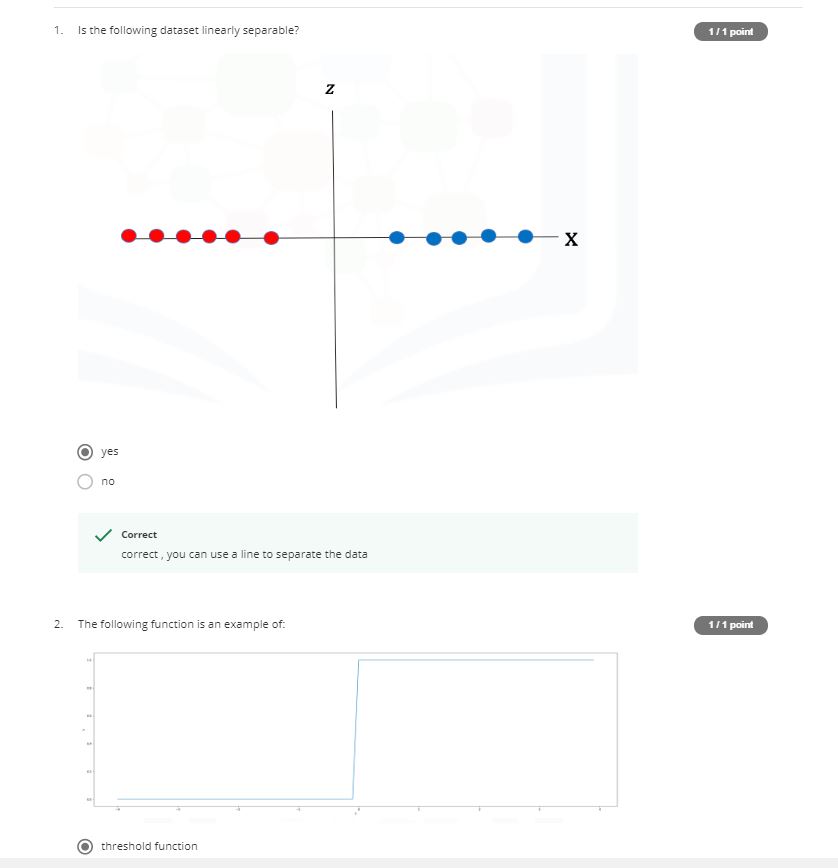 1. Is the following dataset linearly separable?
1 / 1 point
Z
X
yes
no
Correct
correct , you can use a line to separate the data
2. The following function is an example of:
1 / 1 point
threshold function